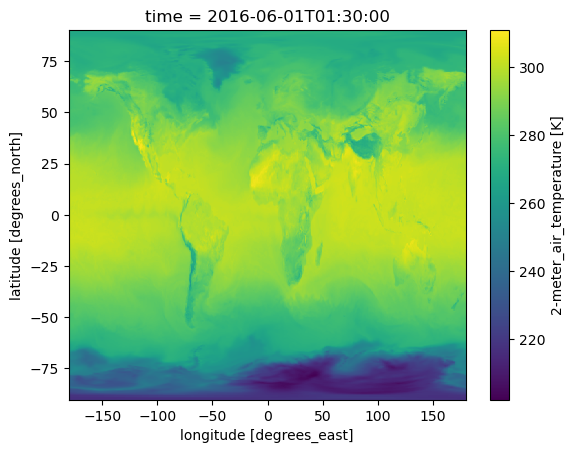 time = 2016-06-01T01:30:00
75
50
25
0
−25
−50
−75
latitude [degrees_north]
−150 −100 −50 0 50 100 150
longitude [degrees_east]
300
280
260
240
220
2-meter_air_temperature [K]